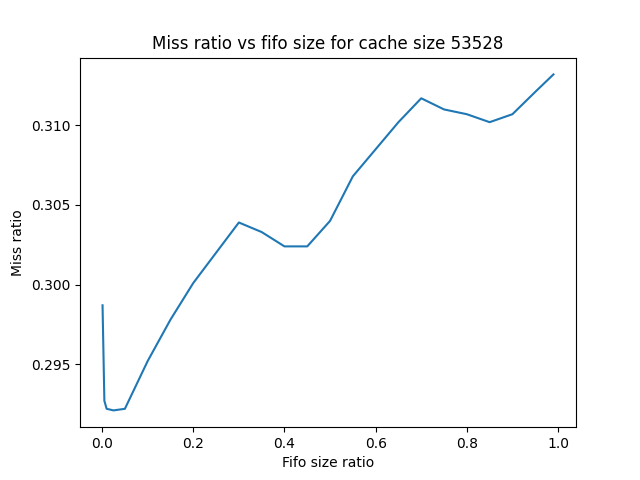 Miss ratio vs fifo size for cache size 53528
0.310
0.305
0.300
0.295
Miss ratio
0.0 0.2 0.4 0.6 0.8 1.0
Fifo size ratio